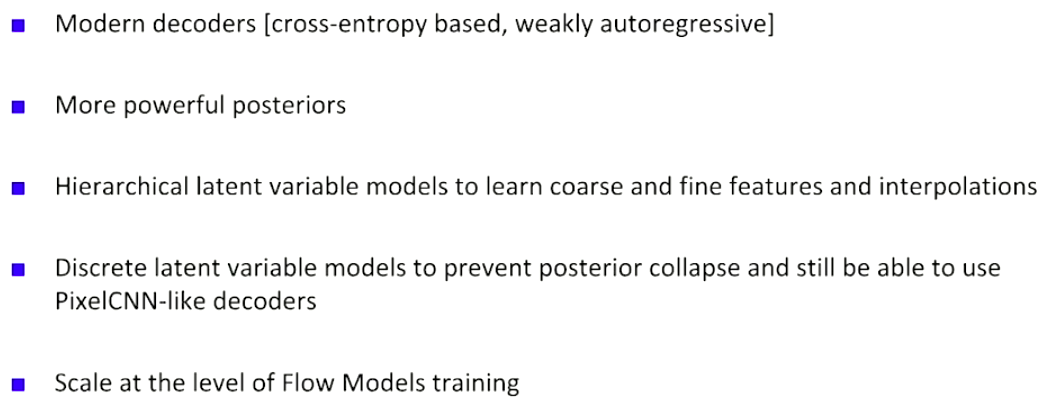 Modern decoders [cross-entropy based, weakly autoregressive]
More powerful posteriors
Hierarchical latent variable models to learn coarse and fine features and interpolations
Discrete latent variable models to prevent posterior collapse and still be able to use
PixelCNN-like decoders
Scale at the level of Flow Models training